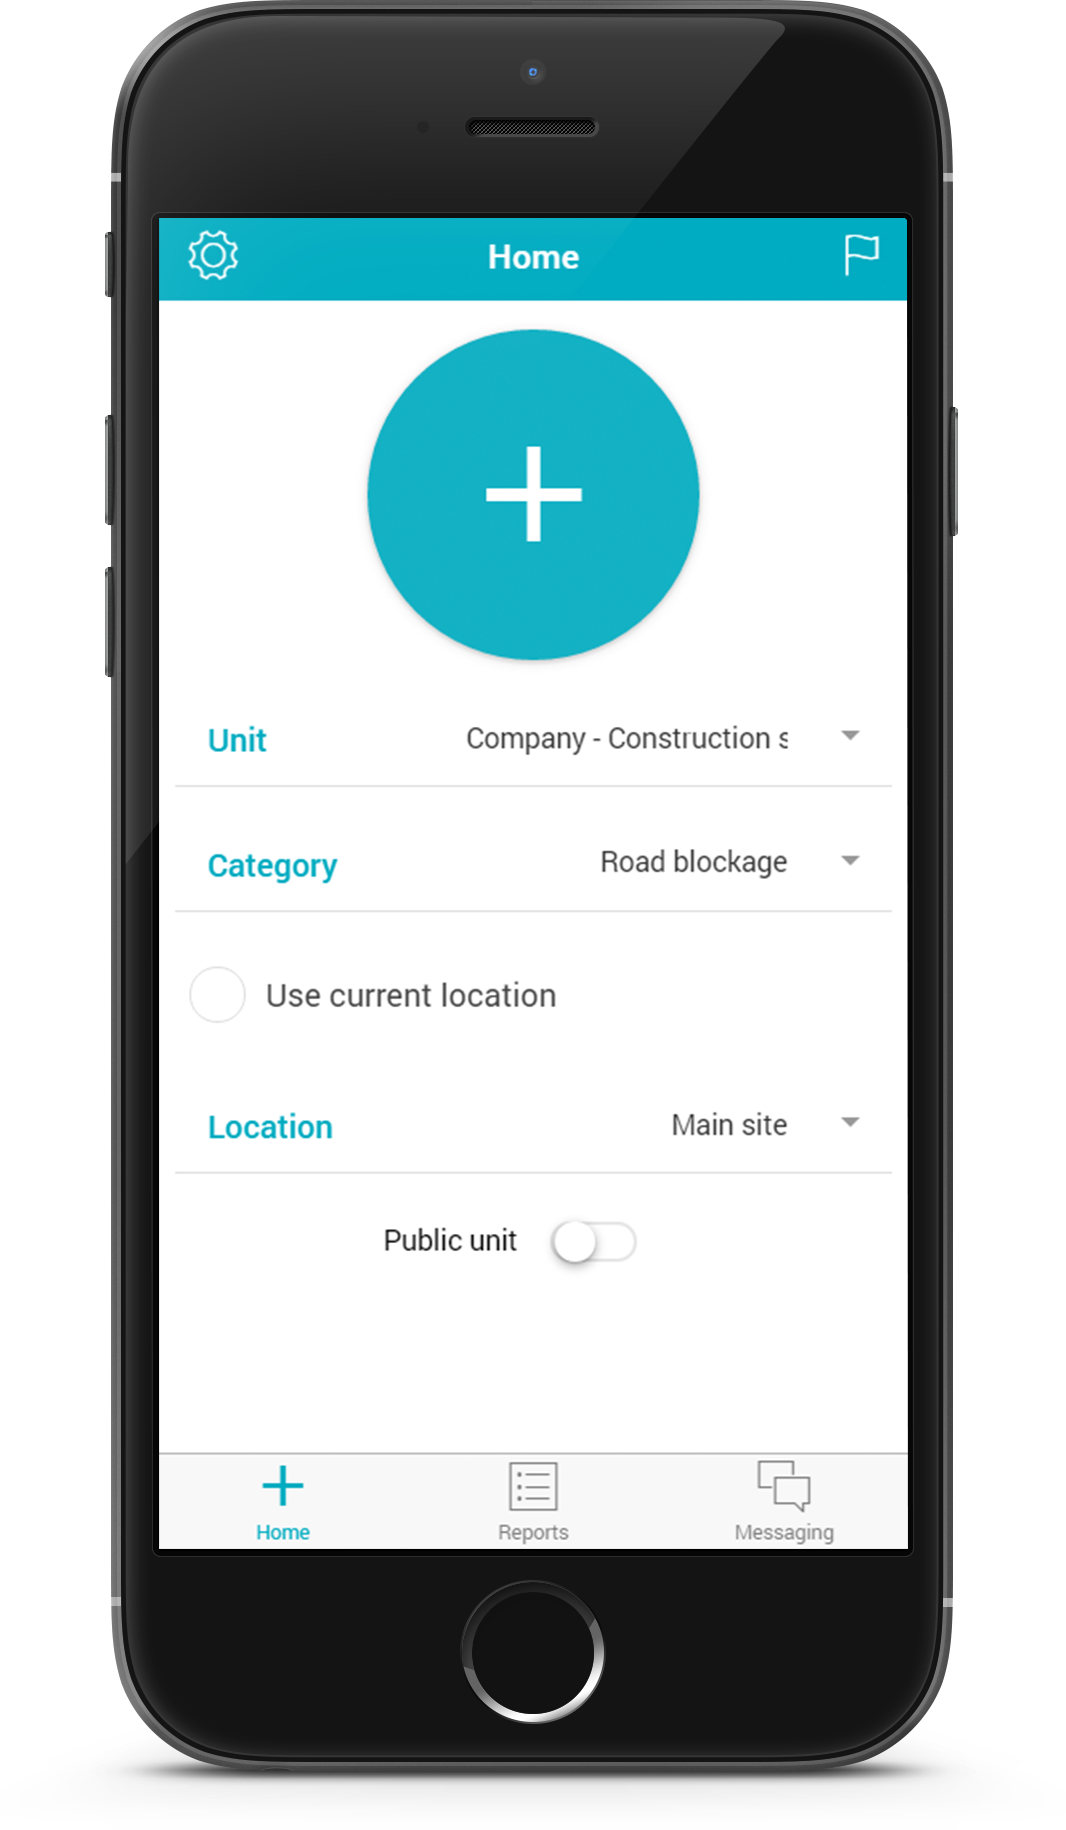 Home
Unit
Company - Construction s
Category
Road blockage
Use current location
Location
Main site
Public unit
Home
Reports
Messaging